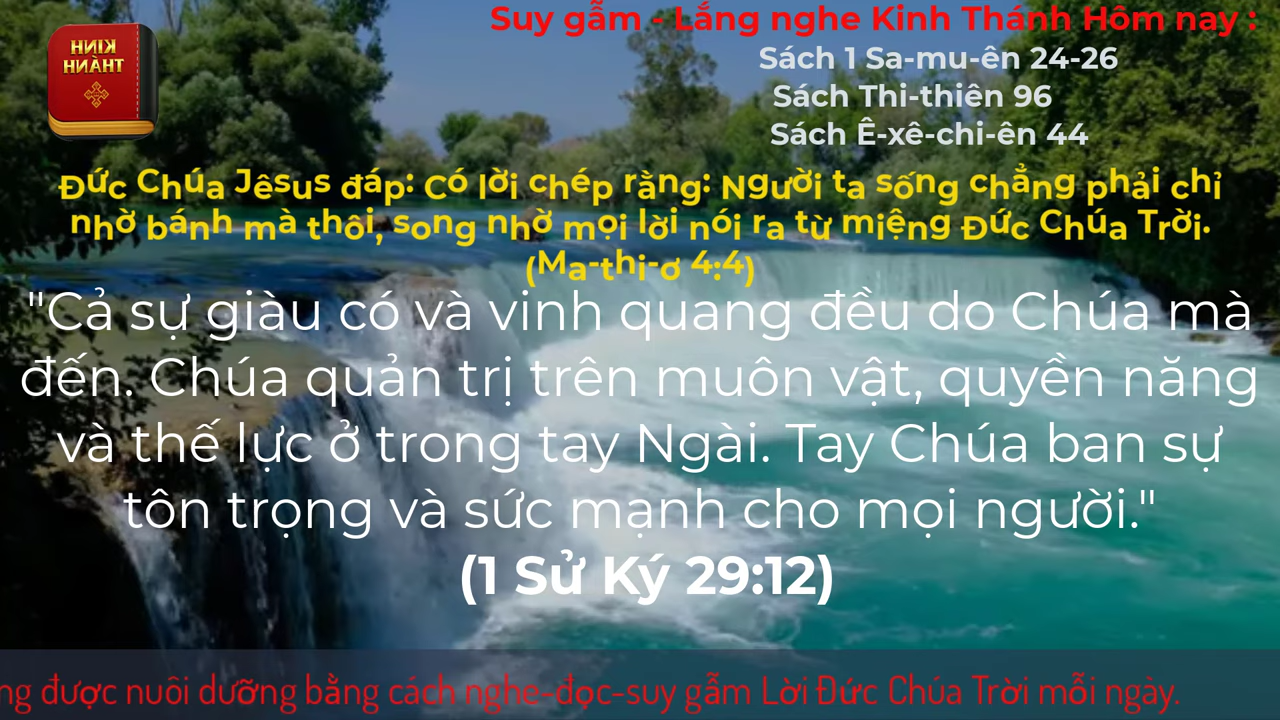 KINH
THÀNH
Suy gẫm - Lắng nghe Kinh Thánh Hôm nay :
Sách 1 Sa-mu-ên 24-26
Sách Thi-thiên 96
Sách Ê-xê-chi-ên 44
Đức Chúa Jêsus đáp: Có lời chép rằng: Người ta sống chẳng phải chỉ
nhờ bánh mà thôi, song nhờ mọi lời nói ra từ miệng Đức Chúa Trời.
(Ma-thi-ơ 4:4)
"Cả sự giàu có và vinh quang đều do Chúa mà
đến. Chúa quản trị trên muôn vật, quyền năng
và thế lực ở trong tay Ngài. Tay Chúa ban sự
tôn trọng và sức mạnh cho mọi người."
(1 Sử Ký 29:12)
ng được nuôi dưỡng bằng cách nghe-đọc-suy gẫm Lời Đức Chúa Trời mỗi ngày.